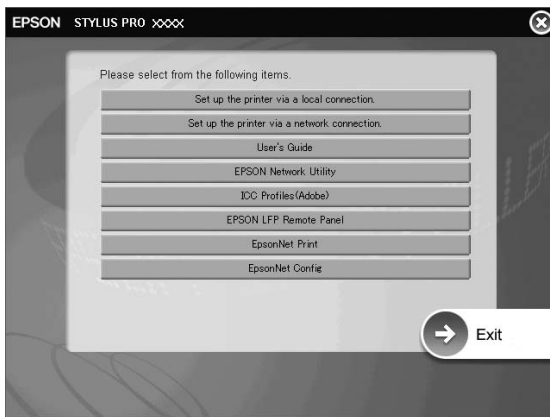 EPSON STYLUS PRO XXXX
Please select from the following items.
Set up the printer via a local connection.
Set up the printer via a network connection.
User's Guide
EPSON Network Utility
ICC Profiles(Adobe)
EPSON LFP Remote Panel
EpsonNet Print
EpsonNet Config
Exit